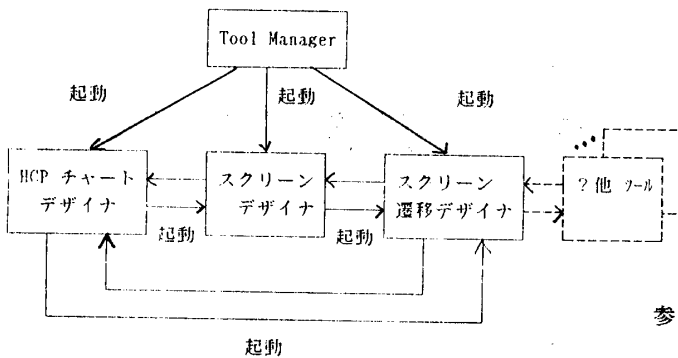 Tool Manager
起動
起動
起動
HCP チャート
デザイナ
スクリーン
デザイナ
スクリーン
遷移デザイナ
?他 ツール
起動
起動
起動
参